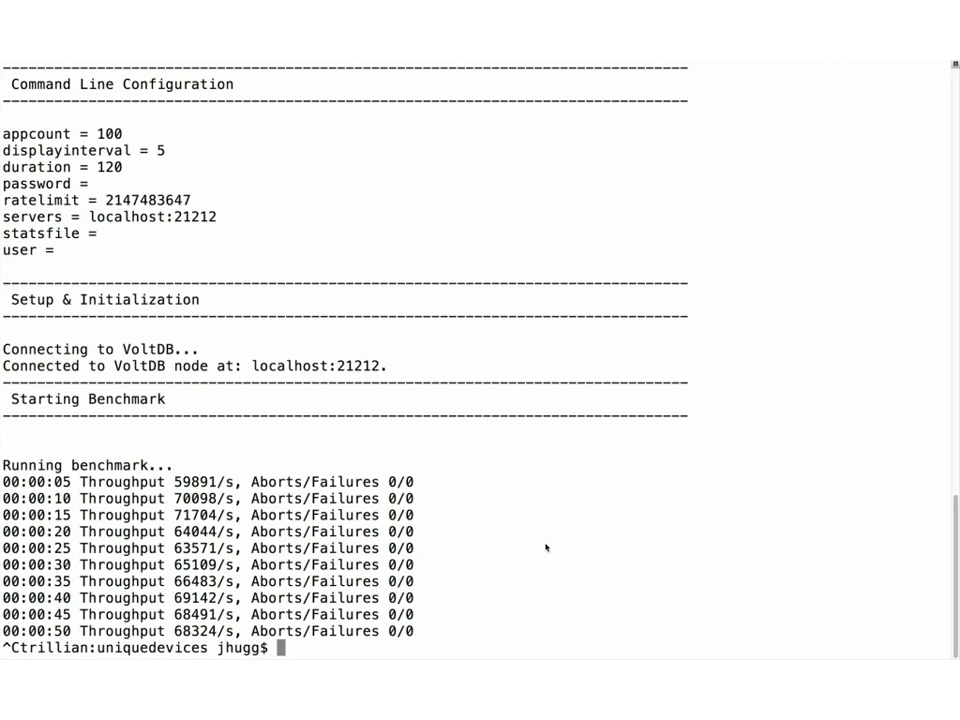 --------------------------------------------------------------------------------
Command Line Configuration
--------------------------------------------------------------------------------
appcount = 100
displayinterval = 5
duration = 120
password =
ratelimit = 2147483647
servers = localhost:21212
statsfile =
user =
--------------------------------------------------------------------------------
Setup & Initialization
--------------------------------------------------------------------------------
Connecting to VoltDB...
Connected to VoltDB node at: localhost:21212.
--------------------------------------------------------------------------------
Starting Benchmark
--------------------------------------------------------------------------------
Running benchmark...
00:00:05 Throughput 59891/s, Aborts/Failures 0/0
00:00:10 Throughput 70098/s, Aborts/Failures 0/0
00:00:15 Throughput 71704/s, Aborts/Failures 0/0
00:00:20 Throughput 64044/s, Aborts/Failures 0/0
00:00:25 Throughput 63571/s, Aborts/Failures 0/0
00:00:30 Throughput 65109/s, Aborts/Failures 0/0
00:00:35 Throughput 66483/s, Aborts/Failures 0/0
00:00:40 Throughput 69142/s, Aborts/Failures 0/0
00:00:45 Throughput 68491/s, Aborts/Failures 0/0
00:00:50 Throughput 68324/s, Aborts/Failures 0/0
^Ctrillian:uniquedevices jhugg$